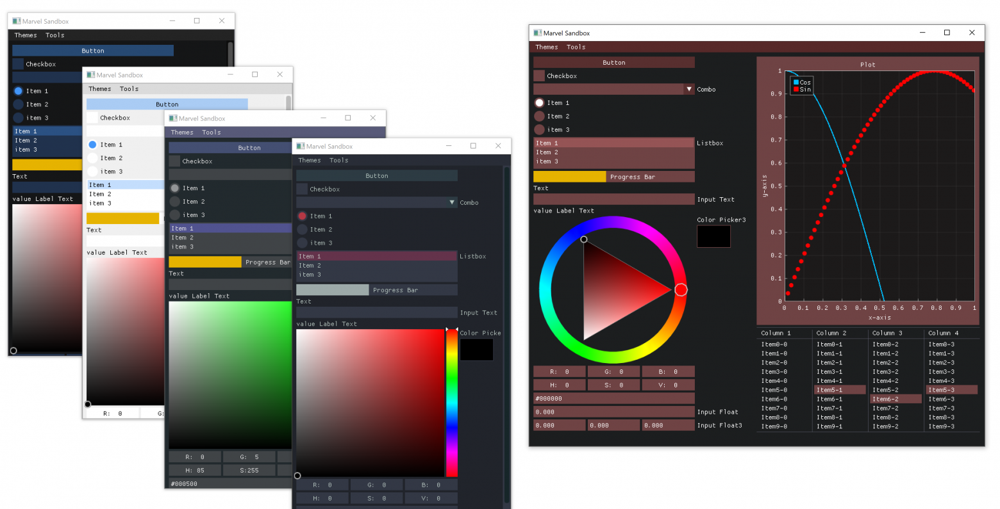 Marvel Sandbox
Themes Tools
Button
Checkbox
Item 1
Item 2
item 3
Item 1
Item 2
item 3
Text
value Label Text
Marvel Sandbox
Themes Tools
Button
Checkbox
Item 1
Item 2
item 3
Item 1
Item 2
item 3
Text
value Label Text
R: 0 G:
Marvel Sandbox
Themes Tools
Button
Checkbox
Item 1
Item 2
item 3
Item 1
Item 2
item 3
Progress Bar
Text
value Label Text
R: 0 G: 5
H: 85 S:255
#000500
Marvel Sandbox
Themes Tools
Button
Checkbox
Combo
Item 1
Item 2
item 3
Item 1 Listbox
Item 2
item 3
Progress Bar
Text
Input Text
value Label Text
Color Picke
R: 0 G: 0 B: 0
H: 0 S: 0 V: 0
Marvel Sandbox
Themes Tools
Button
Checkbox
Combo
Item 1
Item 2
item 3
Item 1 Listbox
Item 2
item 3
Progress Bar
Text
Input Text
value Label Text
Color Picker3
R: 0 G: 0 B: 0
H: 0 S: 0 V: 0
#000000
0.000 Input Float
0.000 0.000 0.000 Input Float3
Plot
Cos
Sin
1
0.9
0.8
0.7
0.6
0.5
0.4
0.3
0.2
0.1
0
y-axis
0 0.1 0.2 0.3 0.4 0.5 0.6 0.7 0.8 0.9 1
x-axis
Column 1 Column 2 Column 3 Column 4
Item0-0 Item0-1 Item0-2 Item0-3
Item1-0 Item1-1 Item1-2 Item1-3
Item2-0 Item2-1 Item2-2 Item2-3
Item3-0 Item3-1 Item3-2 Item3-3
Item4-0 Item4-1 Item4-2 Item4-3
Item5-0 Item5-1 Item5-2 Item5-3
Item6-0 Item6-1 Item6-2 Item6-3
Item7-0 Item7-1 Item7-2 Item7-3
Item8-0 Item8-1 Item8-2 Item8-3
Item9-0 Item9-1 Item9-2 Item9-3